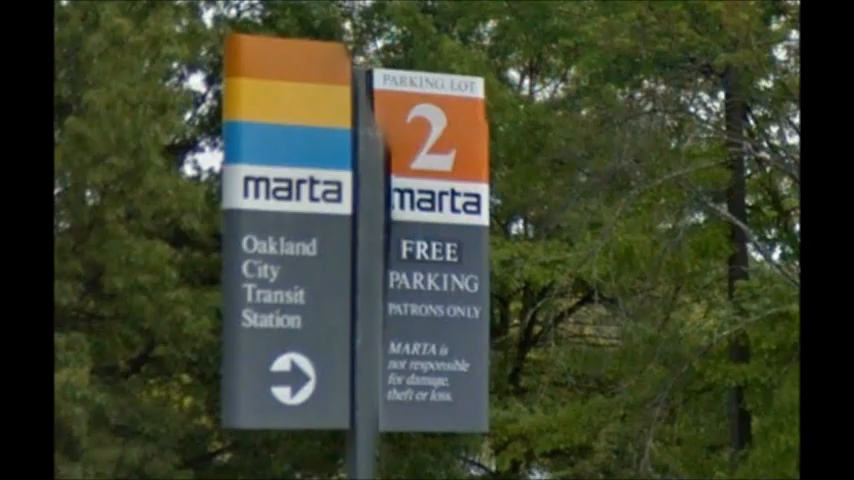 marta
Oakland
City
Transit
Station
PARKING LOT
2
marta
FREE
PARKING
PATRONS ONLY
MARTA is
not responsible
for damage,
theft or loss.